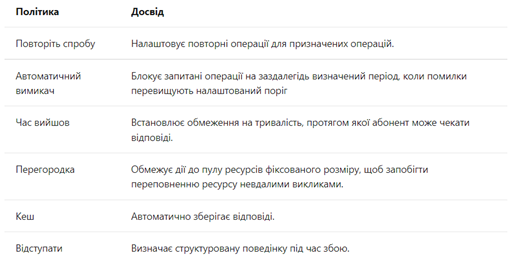 Політика Досвід
Повторіть спробу Налаштовує повторні операції для призначених операцій.
Автоматичний вимикач Блокує запитані операції на заздалегідь визначений період, коли помилки
перевищують налаштований поріг
Час вийшов Встановлює обмеження на тривалість, протягом якої абонент може чекати
відповіді.
Перегородка Обмежує дії до пулу ресурсів фіксованого розміру, щоб запобігти
переповненню ресурсу невдалими викликами.
Кеш Автоматично зберігає відповіді.
Відступати Визначає структуровану поведінку під час збою.